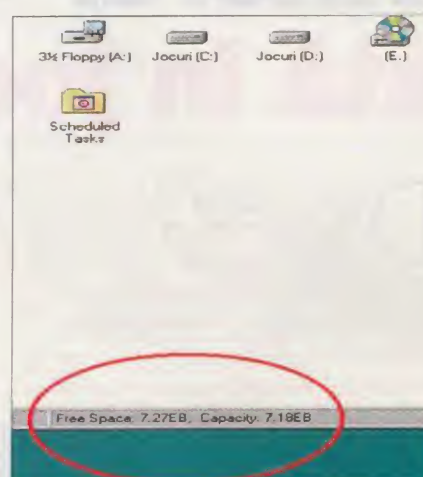 3½ Floppy (A:) Jocuri (C:) Jocuri (D:) (E:)
Scheduled
Tasks
Free Space: 7.27EB, Capacity: 7.18EB